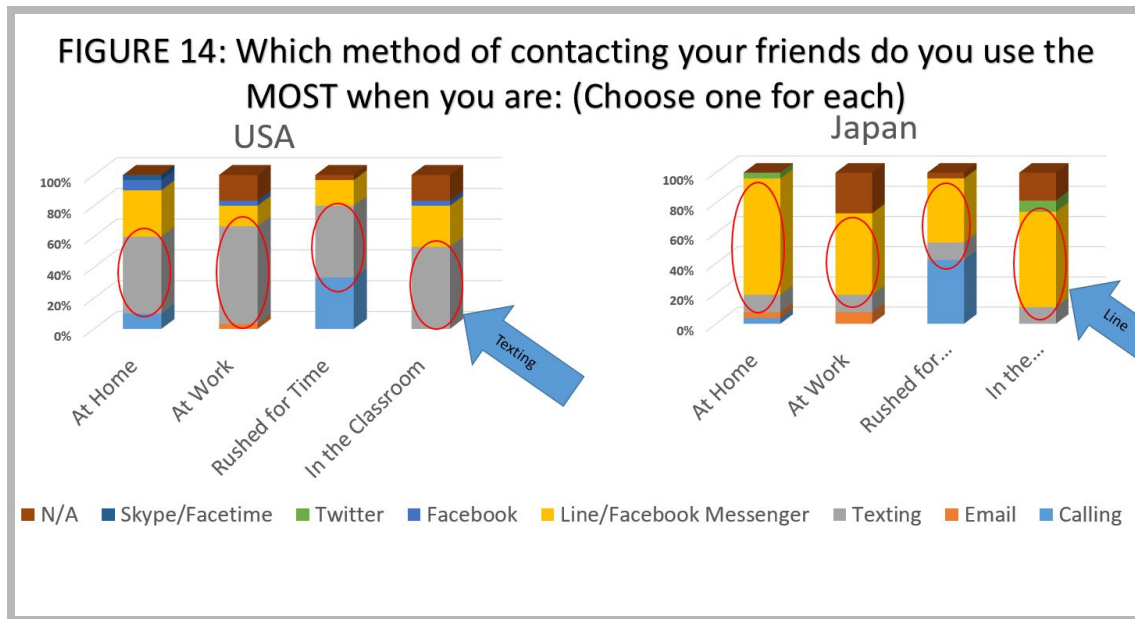 FIGURE 14: Which method of contacting your friends do you use the
MOST when you are: (Choose one for each)
USA
100%
80%
60%
40%
20%
0%
At Home
At Work
Rushed for Time
In the Classroom
Texting
Japan
100%
80%
60%
40%
20%
0%
At Home
At Work
Rushed for...
In the...
Line
N/A Skype/Facetime Twitter Facebook Line/Facebook Messenger Texting Email Calling